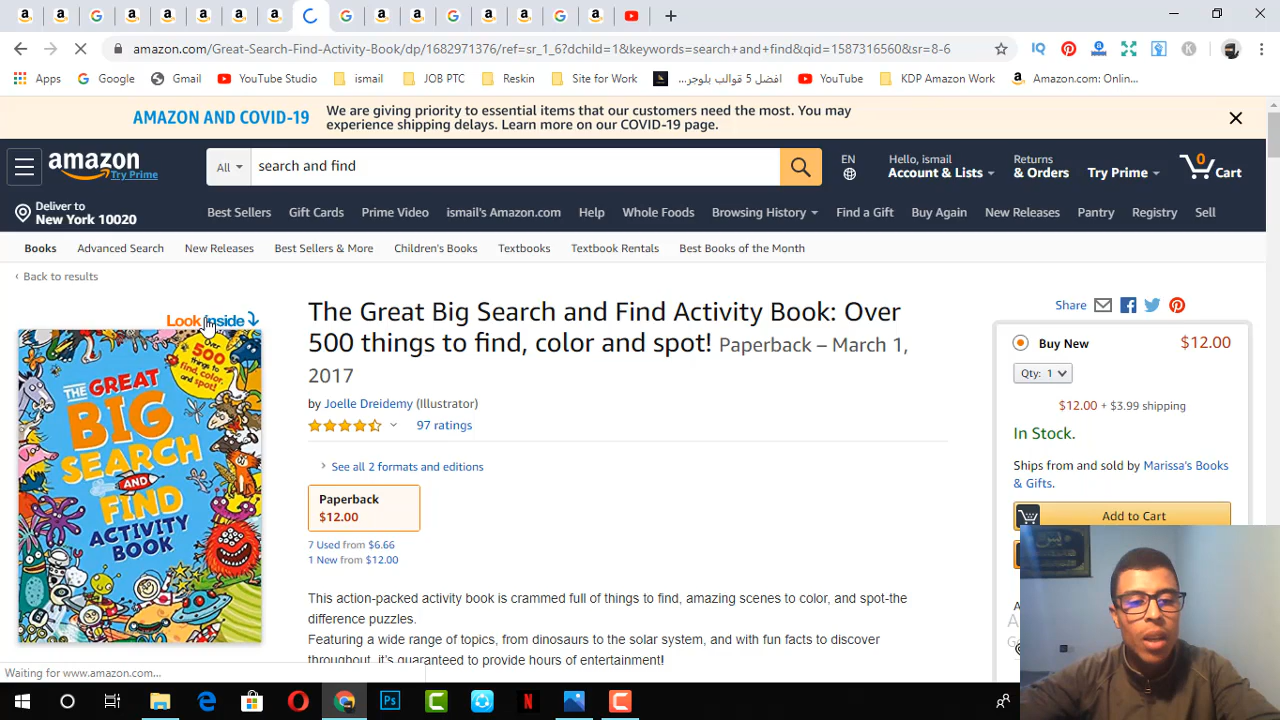 amazon.com/Great-Search-Find-Activity-Book/dp/1682971376/ref=sr_1_6?dchild=1&keywords=search+and+find&qid=1587316560&sr=8-6
Apps Google Gmail YouTube Studio ismail JOB PTC Reskin Site for Work افضل 5 قوالب بلوجر... YouTube KDP Amazon Work Amazon.com: Onlin...
AMAZON AND COVID-19
We are giving priority to essential items that our customers need the most. You may
experience shipping delays. Learn more on our COVID-19 page.
amazon
Try Prime
All
search and find
EN
Hello, ismail
Account & Lists
Returns
& Orders
Try Prime
0
Cart
Deliver to
New York 10020
Best Sellers Gift Cards Prime Video ismail's Amazon.com Help Whole Foods Browsing History Find a Gift Buy Again New Releases Pantry Registry Sell
Books Advanced Search New Releases Best Sellers & More Children's Books Textbooks Textbook Rentals Best Books of the Month
‹ Back to results
Look inside
THE GREAT
BIG
SEARCH
AND
FIND
ACTIVITY
BOOK
Over
500
things to
find, color
and spot!
The Great Big Search and Find Activity Book: Over
500 things to find, color and spot! Paperback – March 1,
2017
by Joelle Dreidemy (Illustrator)
97 ratings
See all 2 formats and editions
Paperback
$12.00
7 Used from $6.66
1 New from $12.00
This action-packed activity book is crammed full of things to find, amazing scenes to color, and spot-the
difference puzzles.
Featuring a wide range of topics, from dinosaurs to the solar system, and with fun facts to discover
throughout, it's guaranteed to provide hours of entertainment!
Share
Buy New
$12.00
Qty: 1
$12.00 + $3.99 shipping
In Stock.
Ships from and sold by Marissa's Books
& Gifts.
Add to Cart
Waiting for www.amazon.com...